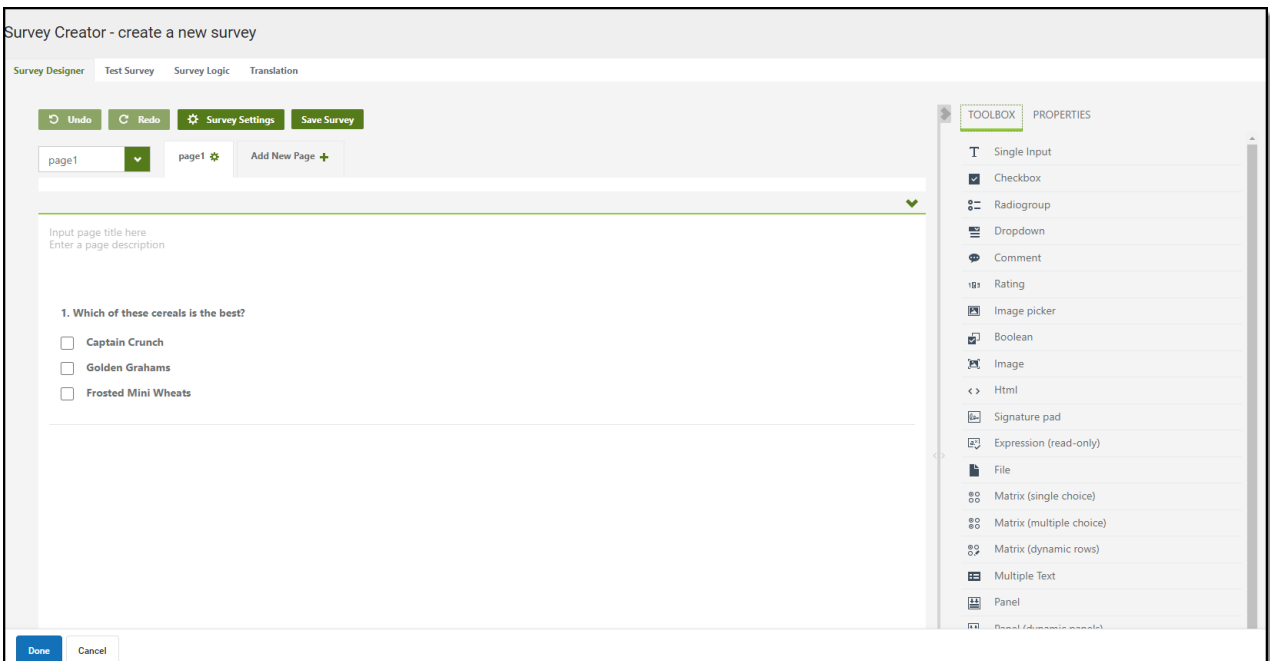 Survey Creator - create a new survey
Survey Designer Test Survey Survey Logic Translation
Undo Redo Survey Settings Save Survey
page1 page1 Add New Page
Input page title here
Enter a page description
1. Which of these cereals is the best?
Captain Crunch
Golden Grahams
Frosted Mini Wheats
TOOLBOX PROPERTIES
Single Input
Checkbox
Radiogroup
Dropdown
Comment
Rating
Image picker
Boolean
Image
Html
Signature pad
Expression (read-only)
File
Matrix (single choice)
Matrix (multiple choice)
Matrix (dynamic rows)
Multiple Text
Panel
Panel (dynamic panels)
Done Cancel